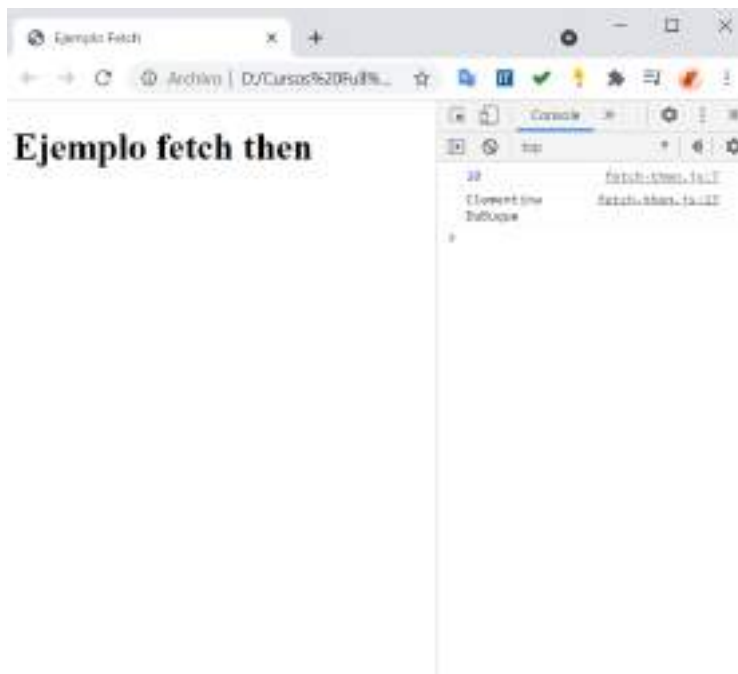 Ejemplo Fetch
Archivo | D:/Cursos%20Full%...
Ejemplo fetch then
Console
top
10 fetch-then.js:7
Clementina fetch-then.js:17
DuBuque